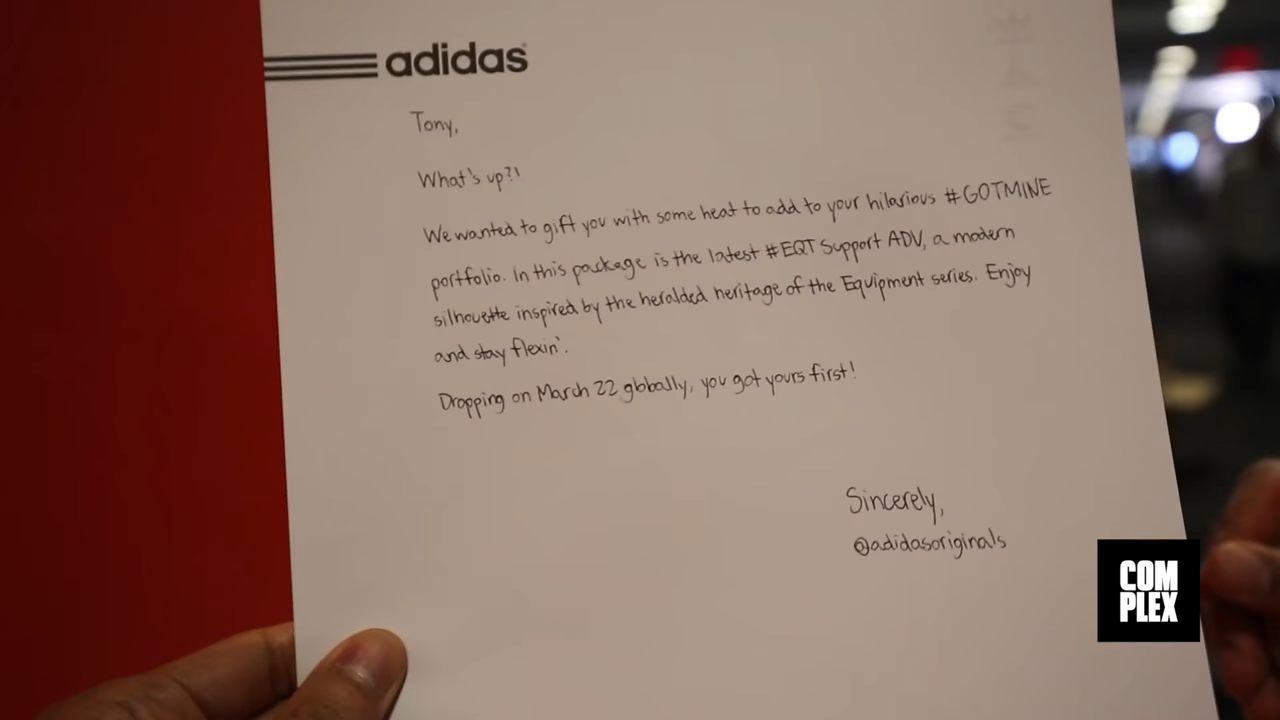 adidas
Tony,
What's up?!
We wanted to gift you with some heat to add to your hilarious #GOTMINE
portfolio. In this package is the latest #EQT Support ADV, a modern
silhouette inspired by the heralded heritage of the Equipment series. Enjoy
and stay flexin'.
Dropping on March 22 globally, you got yours first!
Sincerely,
@adidasoriginals
COM
PLEX